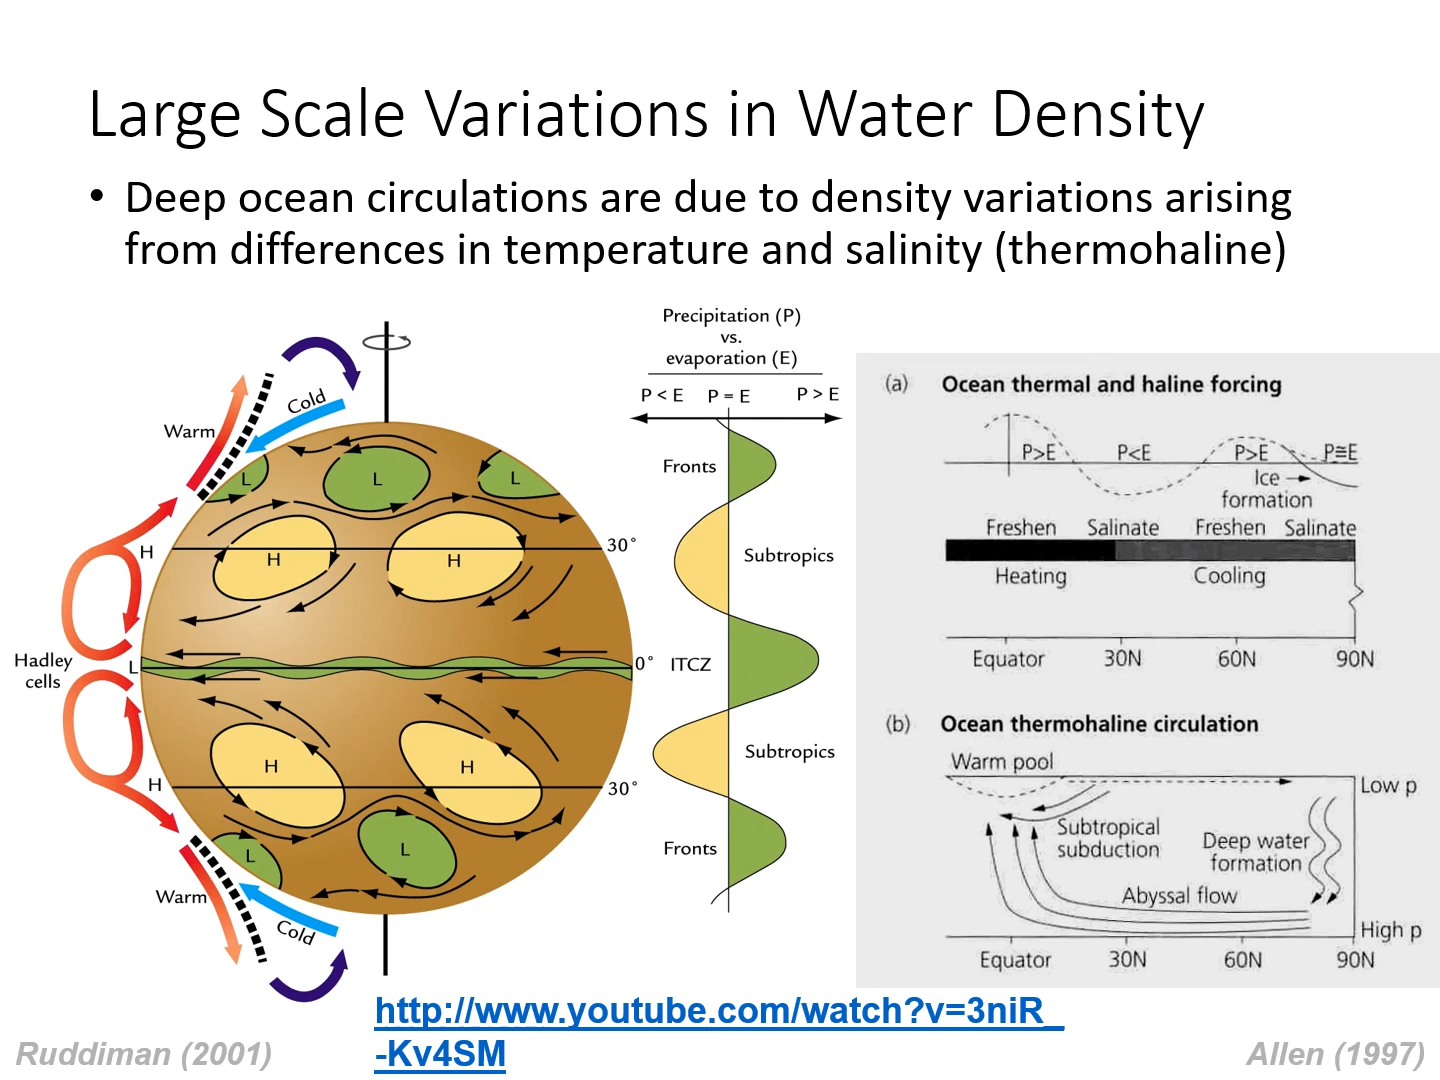 Large Scale Variations in Water Density
• Deep ocean circulations are due to density variations arising
from differences in temperature and salinity (thermohaline)
Warm
Cold
L
L
L
H
H
H
30°
Hadley
cells
L
0°
H
H
H
30°
L
L
Warm
Cold
Precipitation (P)
vs.
evaporation (E)
P < E
P = E
P > E
Fronts
Subtropics
ITCZ
Subtropics
Fronts
(a) Ocean thermal and haline forcing
P>E
P<E
P>E
P≅E
Ice
formation
Freshen
Salinate
Freshen
Salinate
Heating
Cooling
Equator
30N
60N
90N
(b) Ocean thermohaline circulation
Warm pool
Low p
Subtropical
subduction
Deep water
formation
Abyssal flow
High p
Equator
30N
60N
90N
http://www.youtube.com/watch?v=3niR_
-Kv4SM
Ruddiman (2001)
Allen (1997)